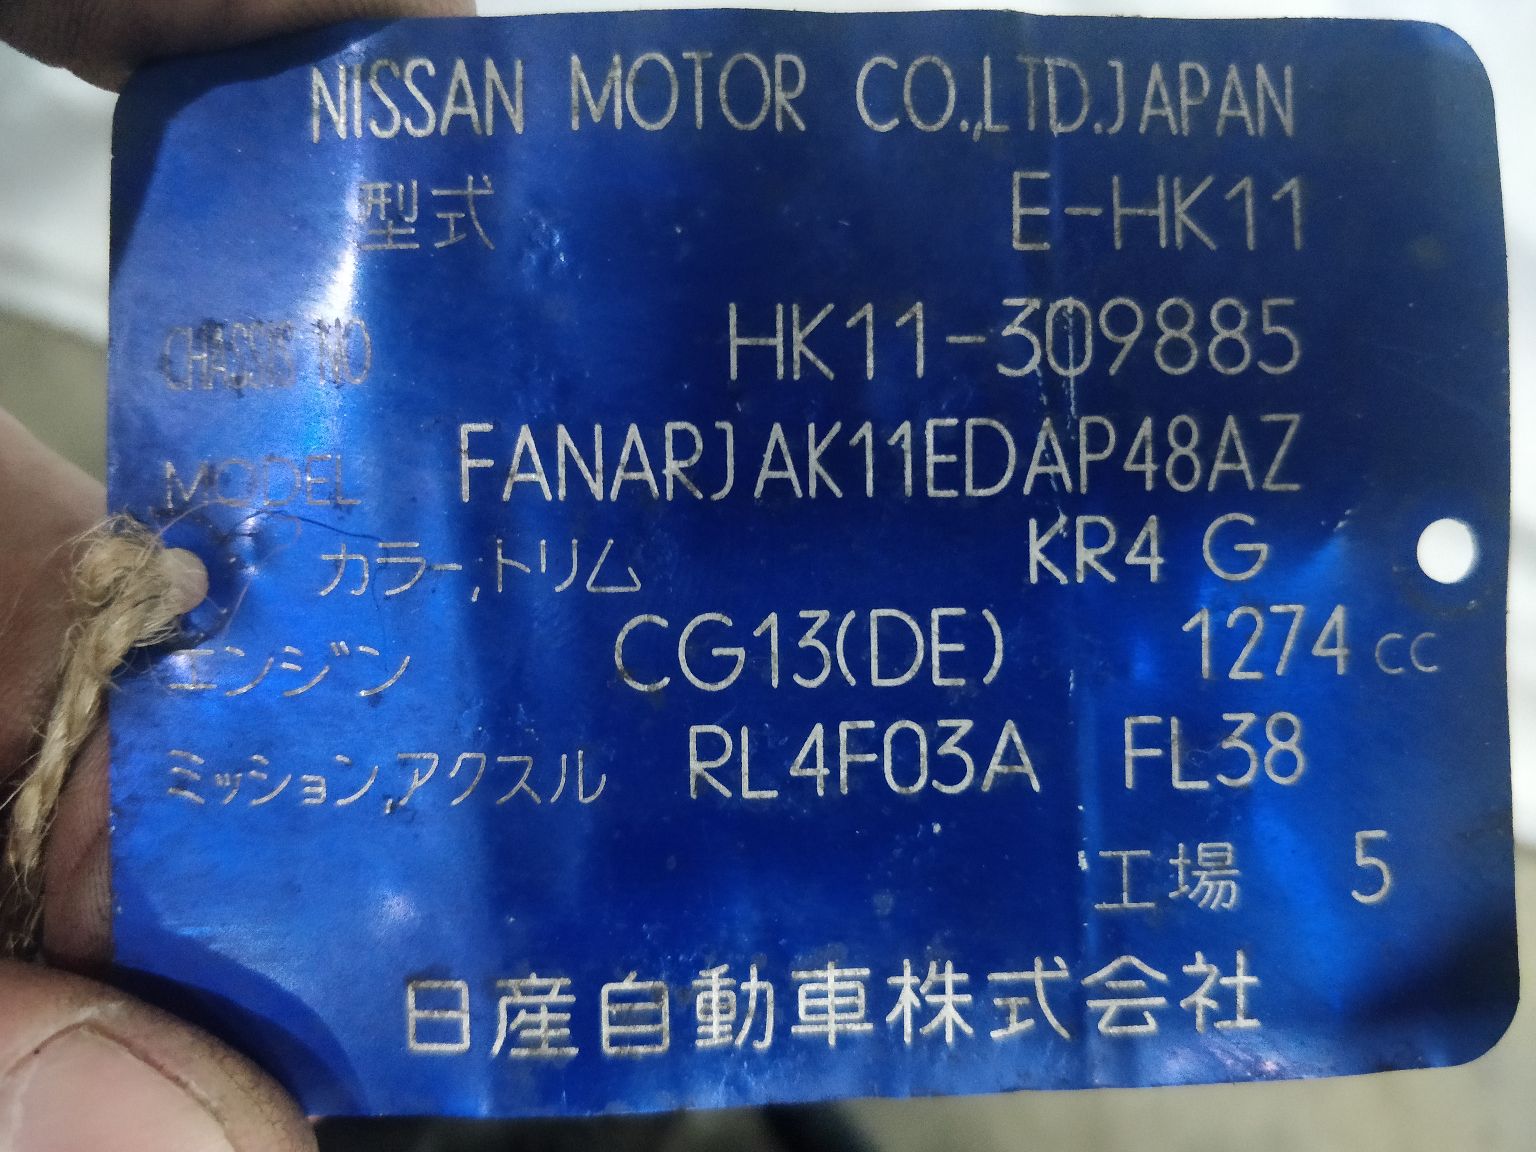 NISSAN MOTOR CO.,LTD.JAPAN
型式 E-HK11
CHASSIS NO HK11-309885
MODEL FANARJAK11EDAP48AZ
カラー,トリム KR4 G
エンジン CG13(DE) 1274cc
ミッション,アクスル RL4F03A FL38
工場 5
日産自動車株式会社